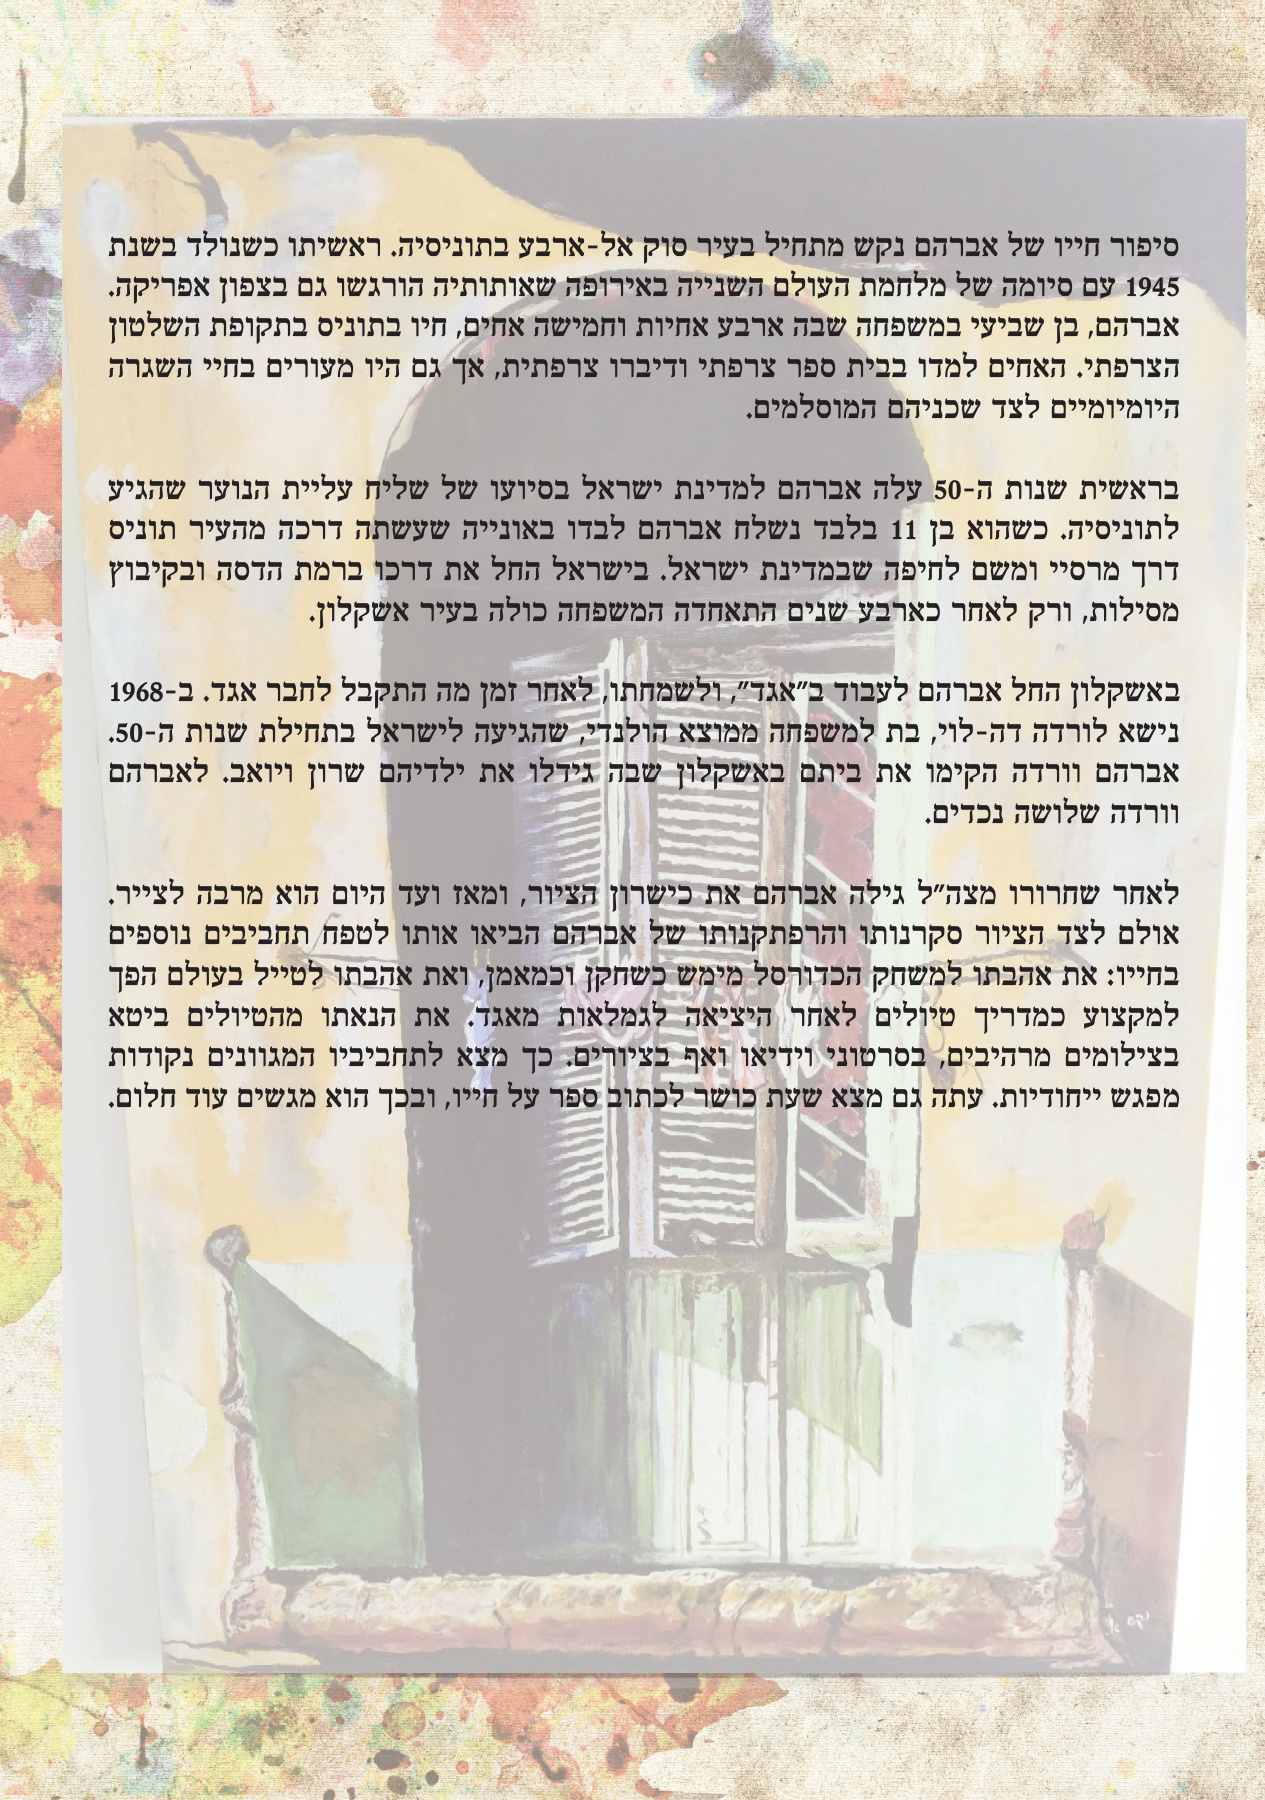 סיפור חייו של אברהם נקש מתחיל בעיר סוק אל-ארבע בתוניסיה. ראשיתו כשנולד בשנת
1945 עם סיומה של מלחמת העולם השנייה באירופה שאותותיה הורגשו גם בצפון אפריקה.
אברהם, בן שביעי במשפחה שבה ארבע אחיות וחמישה אחים, חיו בתוניס בתקופת השלטון
הצרפתי. האחים למדו בבית ספר צרפתי ודיברו צרפתית, אך גם היו מעורים בחיי השגרה
היומיומיים לצד שכניהם המוסלמים.
בראשית שנות ה-50 עלה אברהם למדינת ישראל בסיועו של שליח עליית הנוער שהגיע
לתוניסיה. כשהוא בן 11 בלבד נשלח אברהם לבדו באונייה שעשתה דרכה מהעיר תוניס
דרך מרסיי ומשם לחיפה שבמדינת ישראל. בישראל החל את דרכו ברמת הדסה ובקיבוץ
מסילות, ורק לאחר כארבע שנים התאחדה המשפחה כולה בעיר אשקלון.
באשקלון החל אברהם לעבוד ב"אגד", ולשמחתו, לאחר זמן מה התקבל לחבר אגד. ב-1968
נישא לורדה דה-לוי, בת למשפחה ממוצא הולנדי, שהגיעה לישראל בתחילת שנות ה-50.
אברהם וורדה הקימו את ביתם באשקלון שבה גידלו את ילדיהם שרון ויואב. לאברהם
וורדה שלושה נכדים.
לאחר שחרורו מצה"ל גילה אברהם את כישרון הציור, ומאז ועד היום הוא מרבה לצייר.
אולם לצד הציור סקרנותו והרפתקנותו של אברהם הביאו אותו לטפח תחביבים נוספים
בחייו: את אהבתו למשחק הכדורסל מימש כשחקן וכמאמן, ואת אהבתו לטייל בעולם הפך
למקצוע כמדריך טיולים לאחר היציאה לגמלאות מאגד. את הנאתו מהטיולים ביטא
בצילומים מרהיבים, בסרטוני וידיאו ואף בציורים. כך מצא לתחביביו המגוונים נקודות
מפגש ייחודיות. עתה גם מצא שעת כושר לכתוב ספר על חייו, ובכך הוא מגשים עוד חלום.
נקש א.